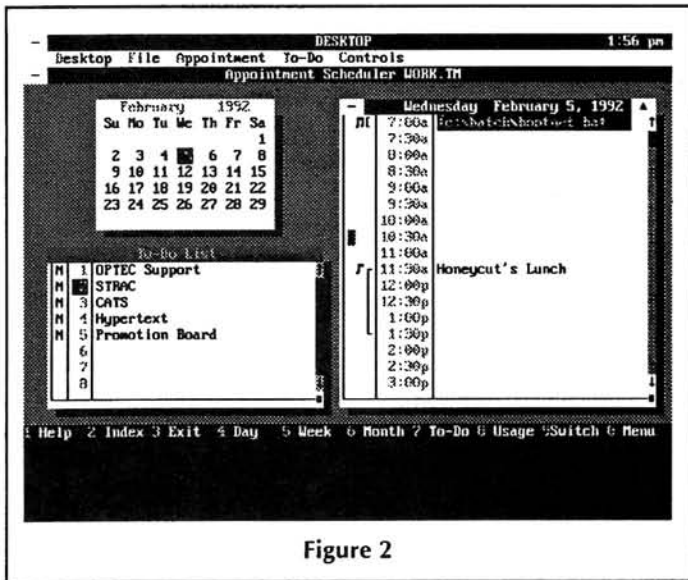 DESKTOP 1:56 pm
Desktop File Appointment To-Do Controls
Appointment Scheduler WORK.TM
February 1992
Su Mo Tu We Th Fr Sa
1
2 3 4 6 7 8
9 10 11 12 13 14 15
16 17 18 19 20 21 22
23 24 25 26 27 28 29
To-Do List
M 1 OPTEC Support
M STRAC
M 3 CATS
M 4 Hypertext
M 5 Promotion Board
6
7
8
Wednesday February 5, 1992
7:00a
7:30a
8:00a
8:30a
9:00a
9:30a
10:00a
10:30a
11:00a
11:30a Honeycut's Lunch
12:00p
12:30p
1:00p
1:30p
2:00p
2:30p
3:00p
1 Help 2 Index 3 Exit 4 Day 5 Week 6 Month 7 To-Do 8 Usage 9Switch Menu
Figure 2